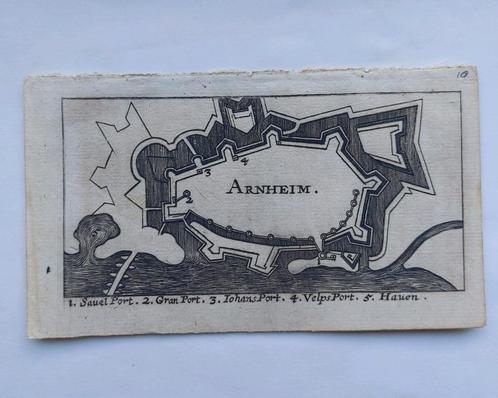 10
ARNHEIM.
3
4
2
1. Sauel Port. 2. Gran Port. 3. Iohans Port. 4. Velps Port. 5. Hauen.